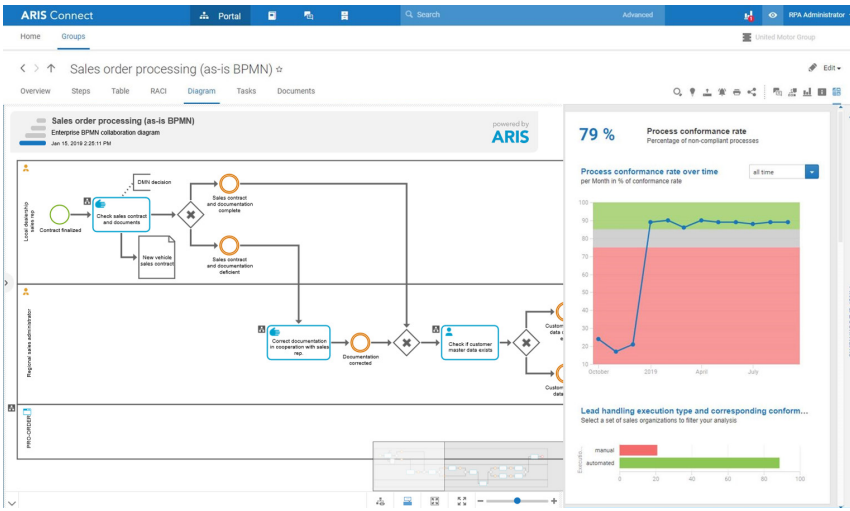 ARIS Connect
Portal
Search
Advanced
RPA Administrator
Home
Groups
United Motor Group
Sales order processing (as-is BPMN)
Edit
Overview
Steps
Table
RACI
Diagram
Tasks
Documents
Sales order processing (as-is BPMN)
Enterprise BPMN collaboration diagram
Jan 15, 2019 2:25:11 PM
powered by
ARIS
Local dealership
sales rep
Contract finalized
Check sales contract
and documents
DMN decision
New vehicle
sales contract
Sales contract
and documentation
complete
Sales contract
and documentation
deficient
Regional sales administrator
Correct documentation
in cooperation with sales
rep.
Documentation
corrected
Check if customer
master data exists
Custom
data
Custom
data
PRO-ORDER
79 %
Process conformance rate
Percentage of non-compliant processes
Process conformance rate over time
per Month in % of conformance rate
all time
100
90
80
70
60
50
40
30
20
10
October
2019
April
July
Lead handling execution type and corresponding conform...
Select a set of sales organizations to filter your analysis
Executio...
manual
automated
0
20
40
60
80
100